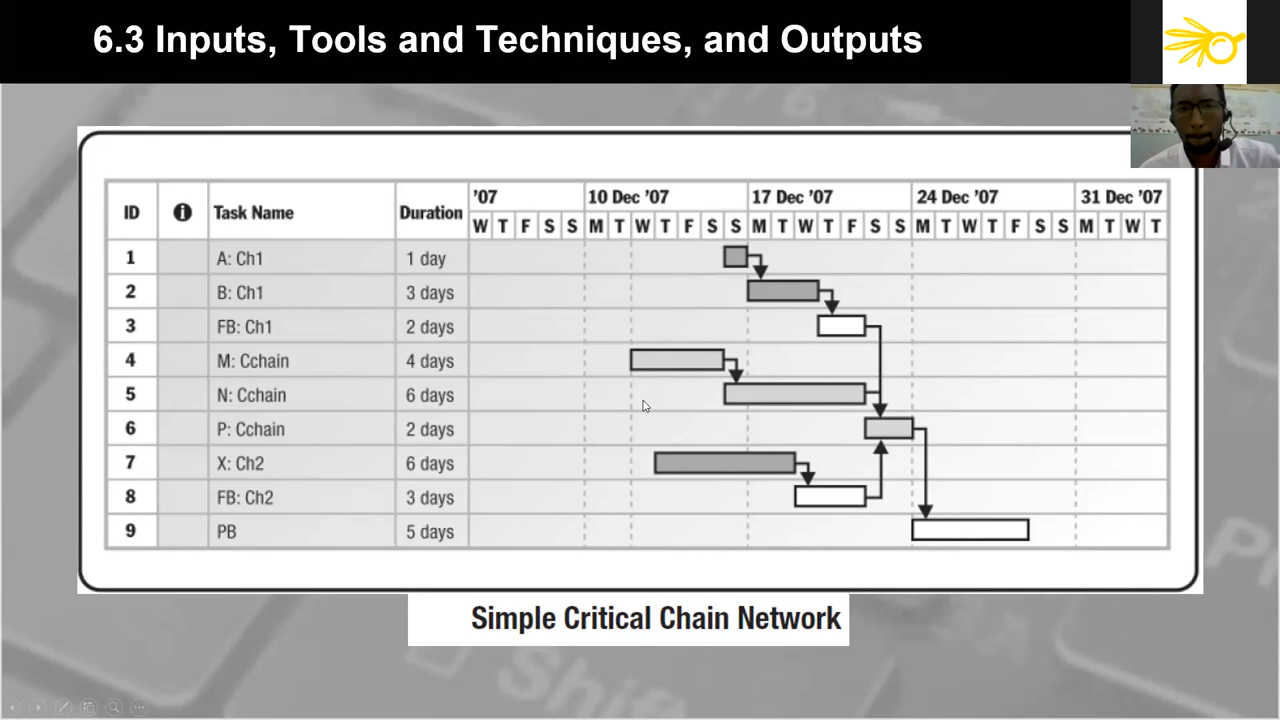 6.3 Inputs, Tools and Techniques, and Outputs
ID i Task Name Duration '07 10 Dec '07 17 Dec '07 24 Dec '07 31 Dec '07
W T F S S M T W T F S S M T W T F S S M T W T F S S M T W T
1 A: Ch1 1 day
2 B: Ch1 3 days
3 FB: Ch1 2 days
4 M: Cchain 4 days
5 N: Cchain 6 days
6 P: Cchain 2 days
7 X: Ch2 6 days
8 FB: Ch2 3 days
9 PB 5 days
Simple Critical Chain Network
Shift